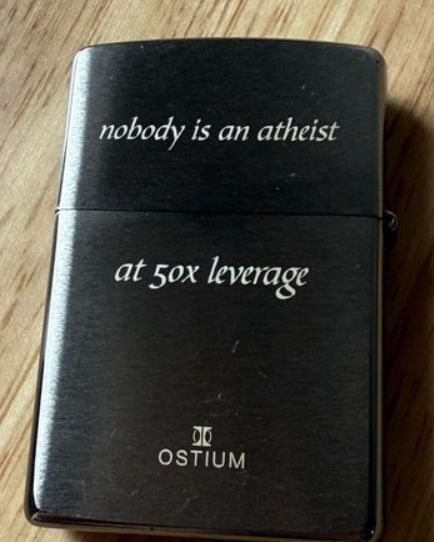 nobody is an atheist
at 50x leverage
OSTIUM